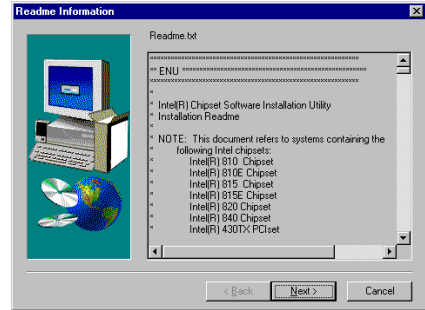 Readme Information
Readme.txt
************************************************************
** ENU ******************************************************
************************************************************
*
* Intel(R) Chipset Software Installation Utility
* Installation Readme
*
* NOTE:  This document refers to systems containing the
* following Intel chipsets:
* Intel(R) 810  Chipset
* Intel(R) 810E Chipset
* Intel(R) 815  Chipset
* Intel(R) 815E Chipset
* Intel(R) 820 Chipset
* Intel(R) 840 Chipset
* Intel(R) 430TX PCIset
< Back
Next >
Cancel